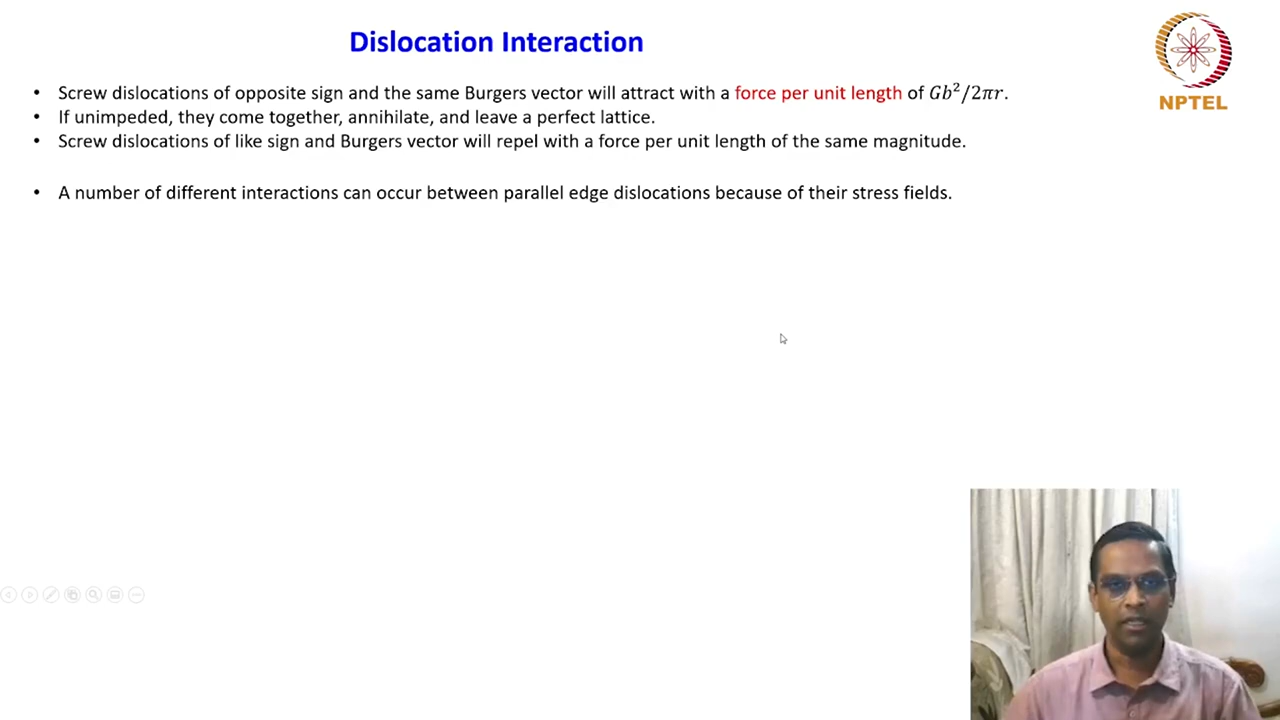 Dislocation Interaction
NPTEL
• Screw dislocations of opposite sign and the same Burgers vector will attract with a force per unit length of 𝐺𝑏²/2𝜋𝑟.
• If unimpeded, they come together, annihilate, and leave a perfect lattice.
• Screw dislocations of like sign and Burgers vector will repel with a force per unit length of the same magnitude.
• A number of different interactions can occur between parallel edge dislocations because of their stress fields.